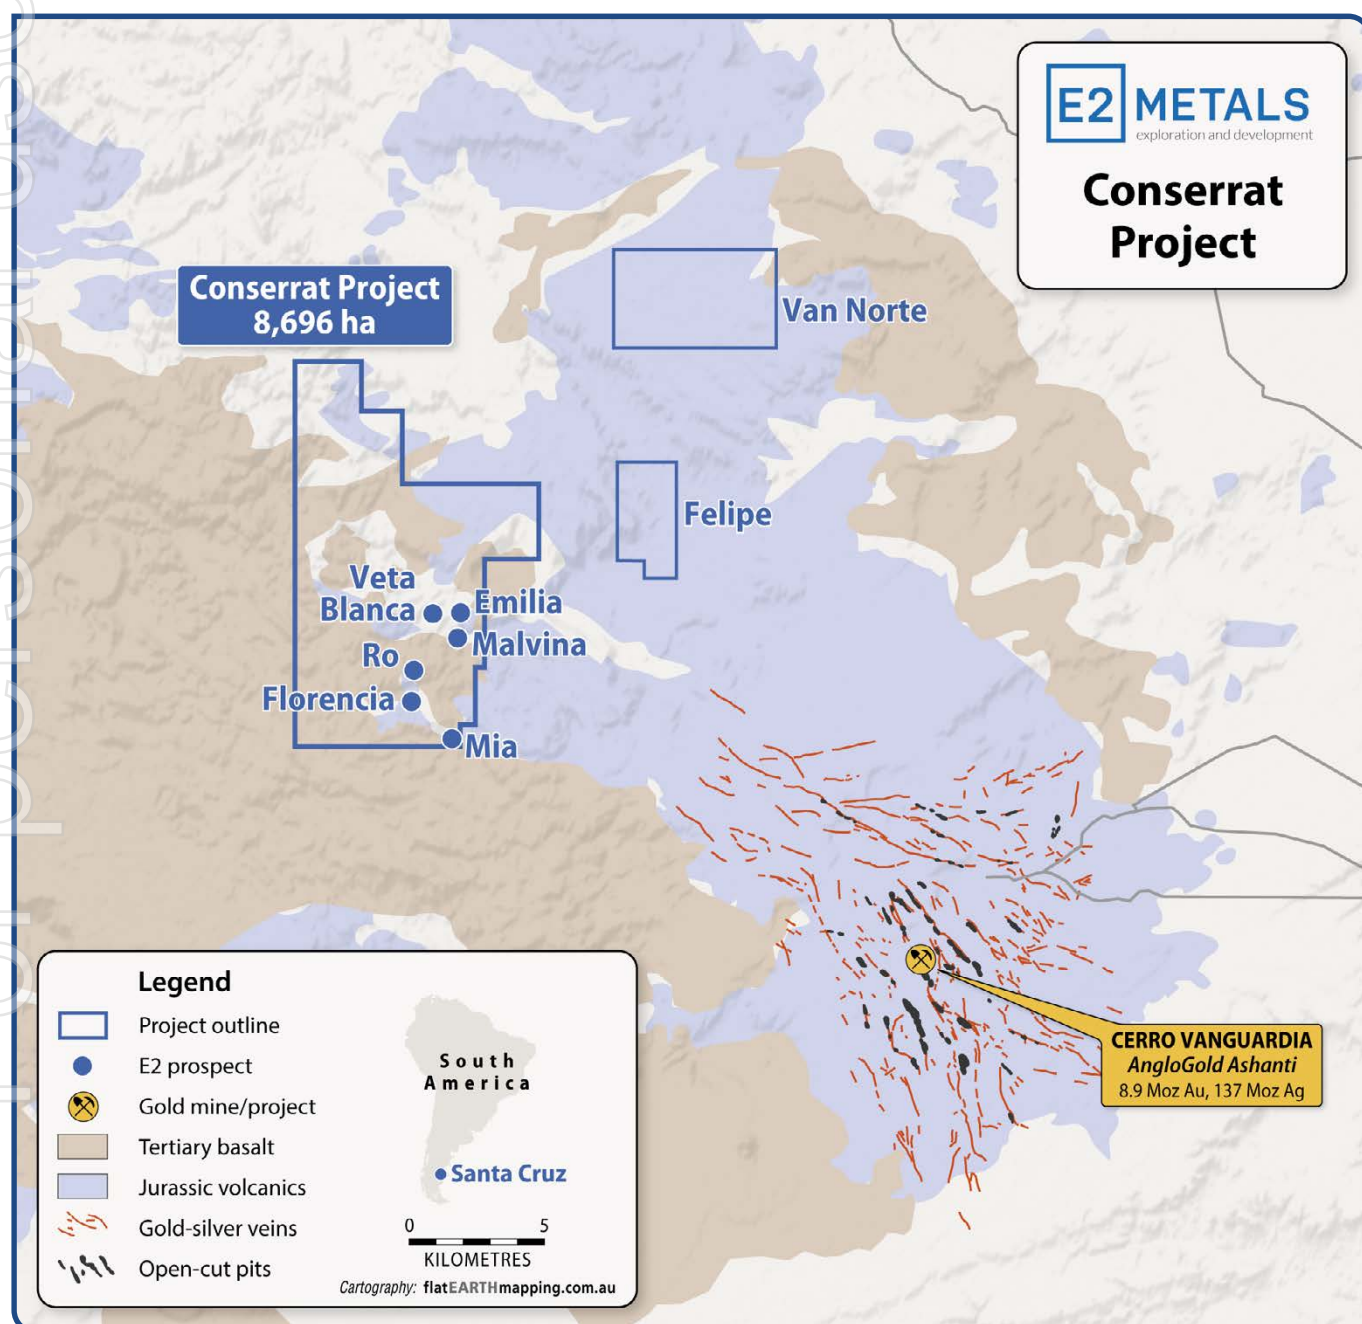 E2 METALS
exploration and development
Conserrat
Project
Conserrat Project
8,696 ha
Van Norte
Felipe
Veta
Blanca
Emilia
Malvina
Ro
Florencia
Mia
CERRO VANGUARDIA
AngloGold Ashanti
8.9 Moz Au, 137 Moz Ag
Legend
Project outline
E2 prospect
Gold mine/project
Tertiary basalt
Jurassic volcanics
Gold-silver veins
Open-cut pits
South
America
Santa Cruz
0 5
KILOMETRES
Cartography: flatEARTHmapping.com.au